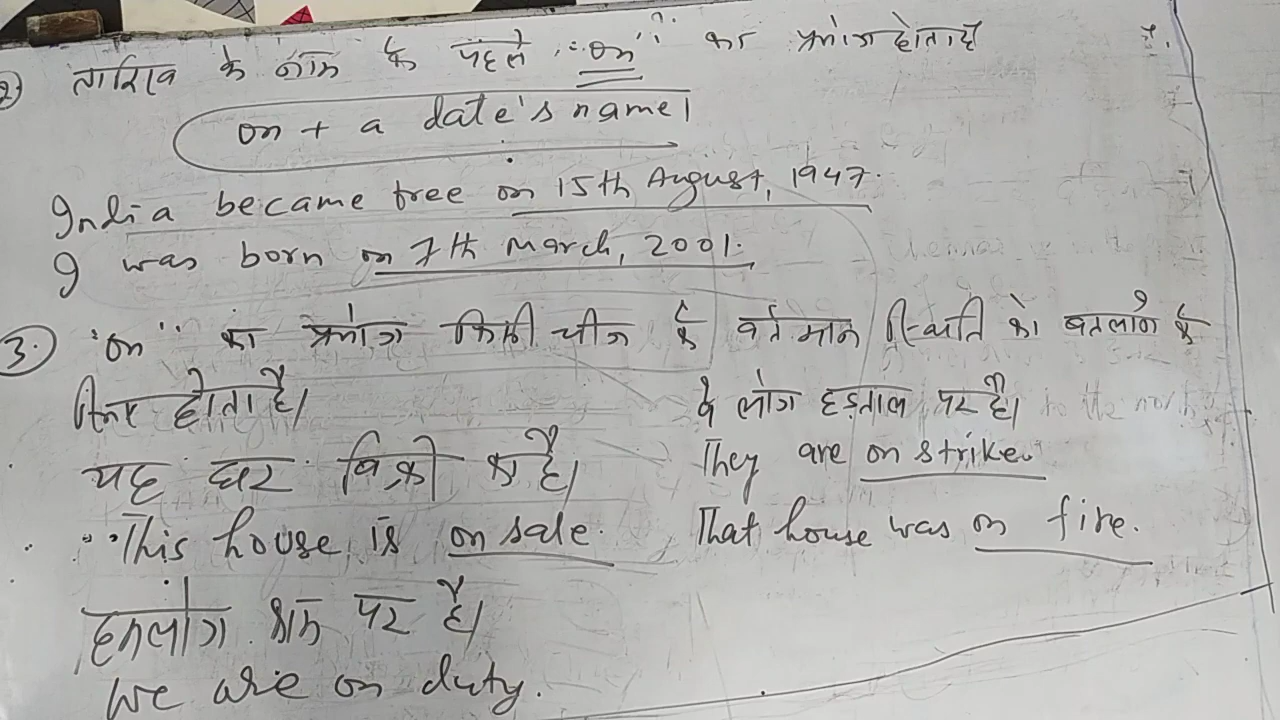 2) तारिख के नाम के पहले "on" का प्रयोग होता है
on + a date's name
India became free on 15th August, 1947.
I was born on 7th March, 2001.
3. "on" का प्रयोग किसी चीज के वर्तमान स्थिति को बतलाने के
लिए होता है।
वे लोग हड़ताल पर हैं।
They are on strike.
यह घर बिक्री का है।
This house is on sale.
That house was on fire.
हमलोग काम पर हैं।
We are on duty.